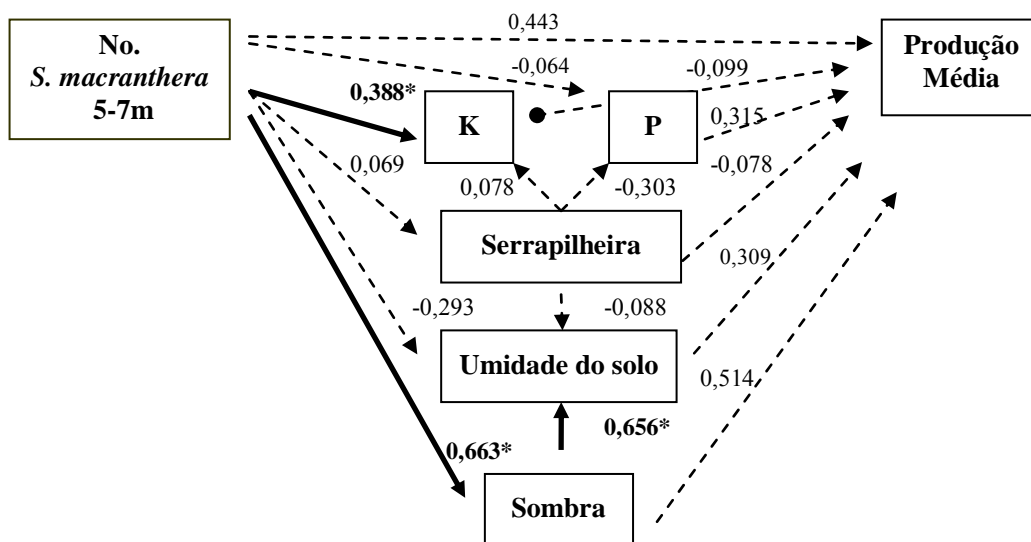 No.
S. macranthera
5-7m
0,443
Produção
Média
-0,064
-0,099
0,388*
K
P
0,315
0,069
0,078
-0,303
-0,078
Serrapilheira
0,309
-0,293
-0,088
Umidade do solo
0,514
0,656*
0,663*
Sombra